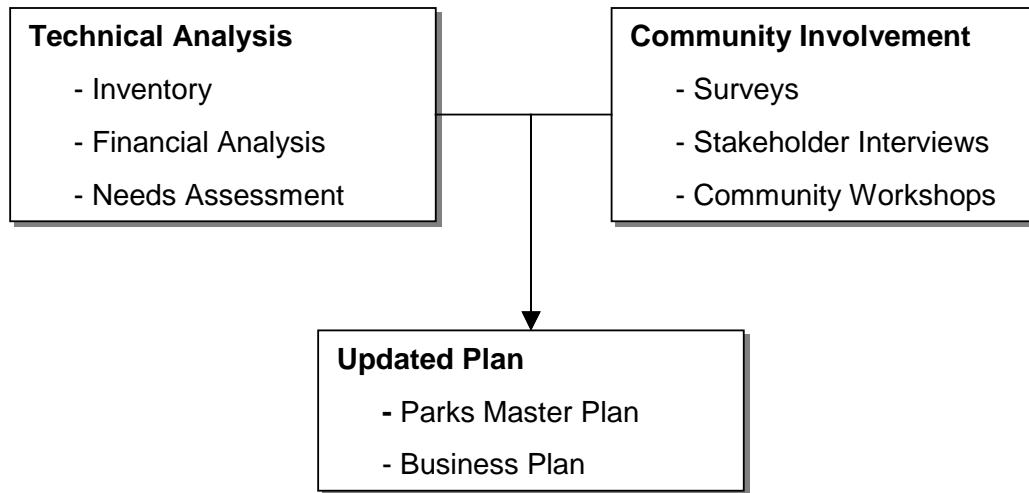 Technical Analysis
- Inventory
- Financial Analysis
- Needs Assessment
Community Involvement
- Surveys
- Stakeholder Interviews
- Community Workshops
Updated Plan
- Parks Master Plan
- Business Plan